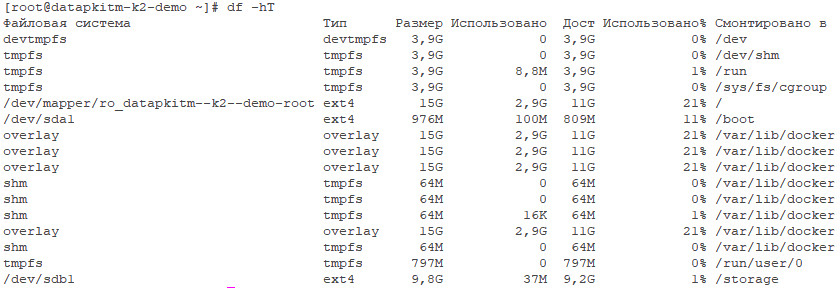 [root@datapkitm-k2-demo ~]# df -hT
Файловая система Тип Размер Использовано Дост Использовано% Смонтировано в
devtmpfs devtmpfs 3,9G 0 3,9G 0% /dev
tmpfs tmpfs 3,9G 0 3,9G 0% /dev/shm
tmpfs tmpfs 3,9G 8,8M 3,9G 1% /run
tmpfs tmpfs 3,9G 0 3,9G 0% /sys/fs/cgroup
/dev/mapper/ro_datapkitm--k2--demo-root ext4 15G 2,9G 11G 21% /
/dev/sda1 ext4 976M 100M 809M 11% /boot
overlay overlay 15G 2,9G 11G 21% /var/lib/docker
overlay overlay 15G 2,9G 11G 21% /var/lib/docker
overlay overlay 15G 2,9G 11G 21% /var/lib/docker
shm tmpfs 64M 0 64M 0% /var/lib/docker
shm tmpfs 64M 0 64M 0% /var/lib/docker
shm tmpfs 64M 16K 64M 1% /var/lib/docker
overlay overlay 15G 2,9G 11G 21% /var/lib/docker
shm tmpfs 64M 0 64M 0% /var/lib/docker
tmpfs tmpfs 797M 0 797M 0% /run/user/0
/dev/sdb1 ext4 9,8G 37M 9,2G 1% /storage